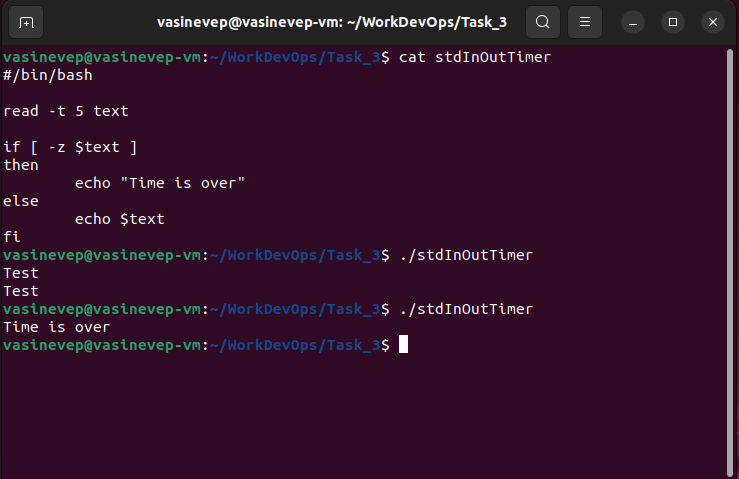 vasinevep@vasinevep-vm: ~/WorkDevOps/Task_3
vasinevep@vasinevep-vm:~/WorkDevOps/Task_3$ cat stdInOutTimer
#/bin/bash
read -t 5 text
if [ -z $text ]
then
        echo "Time is over"
else
        echo $text
fi
vasinevep@vasinevep-vm:~/WorkDevOps/Task_3$ ./stdInOutTimer
Test
Test
vasinevep@vasinevep-vm:~/WorkDevOps/Task_3$ ./stdInOutTimer
Time is over
vasinevep@vasinevep-vm:~/WorkDevOps/Task_3$